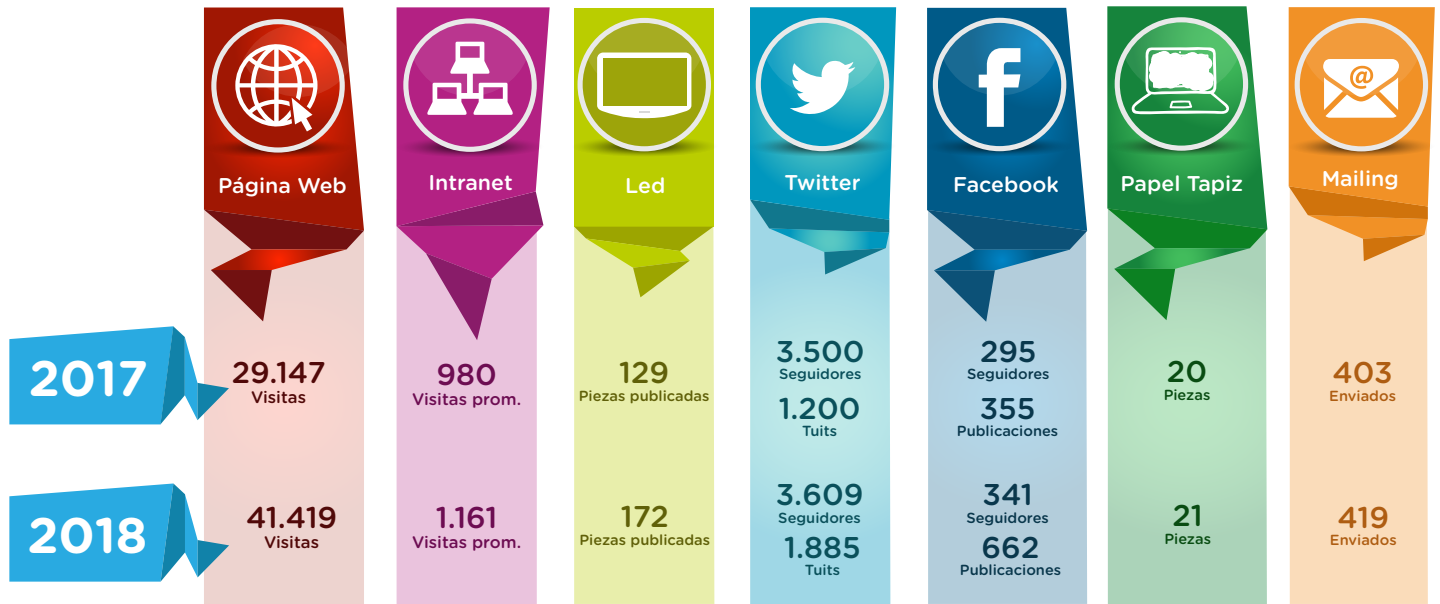 Página Web
Intranet
Led
Twitter
Facebook
Papel Tapiz
Mailing
@
2017
29.147
Visitas
980
Visitas prom.
129
Piezas publicadas
3.500
Seguidores
1.200
Tuits
295
Seguidores
355
Publicaciones
20
Piezas
403
Enviados
2018
41.419
Visitas
1.161
Visitas prom.
172
Piezas publicadas
3.609
Seguidores
1.885
Tuits
341
Seguidores
662
Publicaciones
21
Piezas
419
Enviados